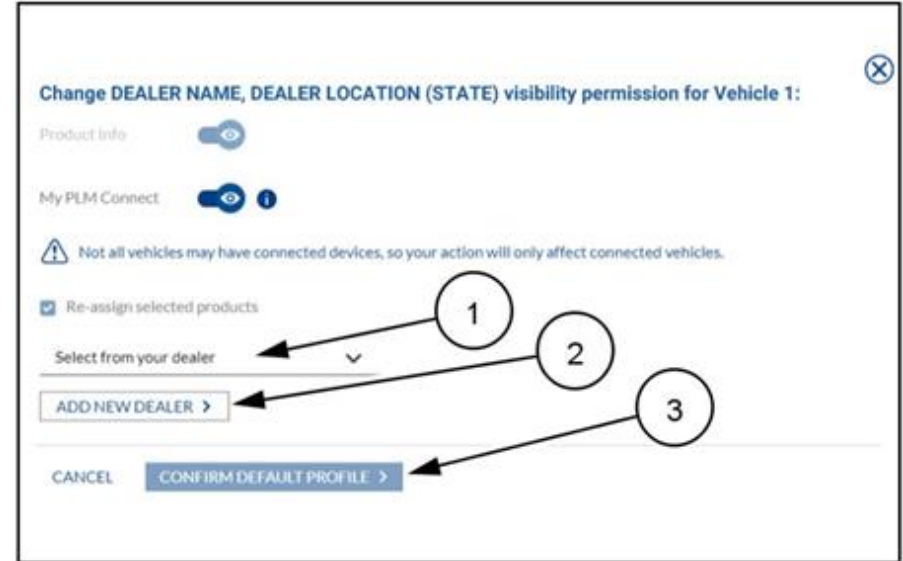 Change DEALER NAME, DEALER LOCATION (STATE) visibility permission for Vehicle 1:
Product Info
My PLM Connect
Not all vehicles may have connected devices, so your action will only affect connected vehicles.
Re-assign selected products
1
Select from your dealer
2
ADD NEW DEALER >
3
CANCEL CONFIRM DEFAULT PROFILE >